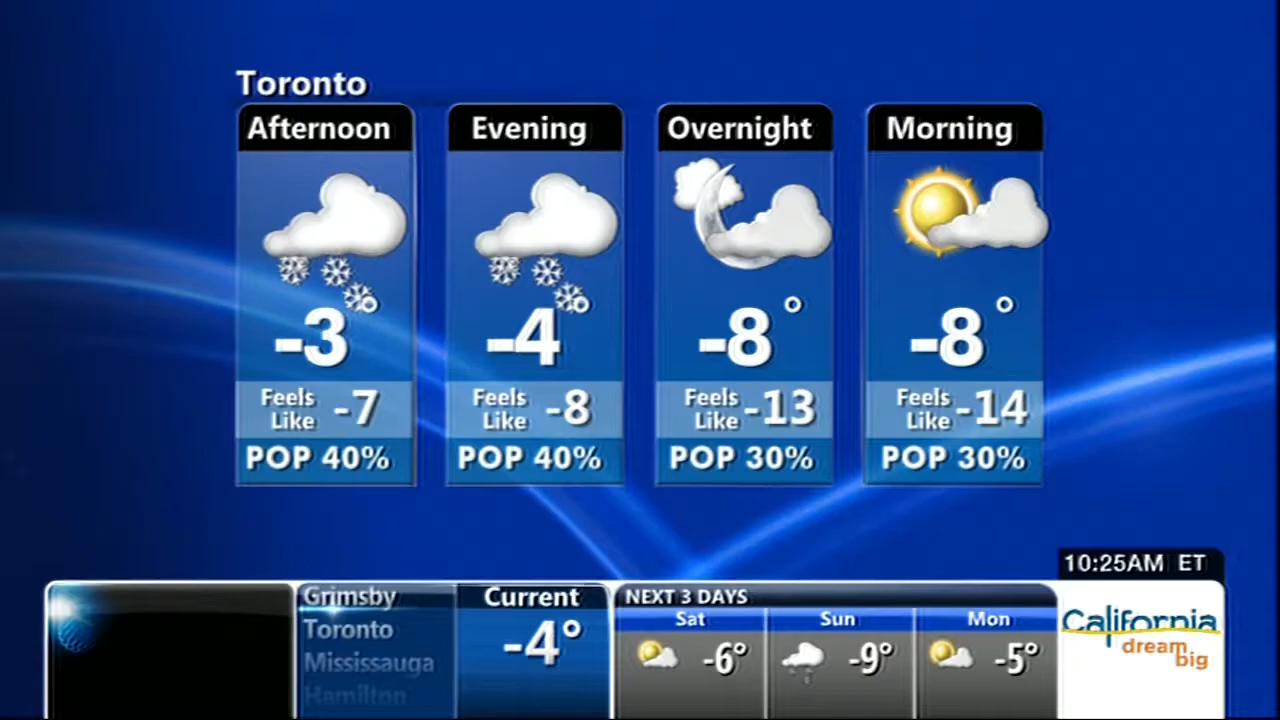 Toronto
Afternoon
-3°
Feels Like -7
POP 40%
Evening
-4°
Feels Like -8
POP 40%
Overnight
-8°
Feels Like -13
POP 30%
Morning
-8°
Feels Like -14
POP 30%
10:25AM ET
Grimsby
Toronto
Mississauga
Hamilton
Current
-4°
NEXT 3 DAYS
Sat
-6°
Sun
-9°
Mon
-5°
California
dream
big